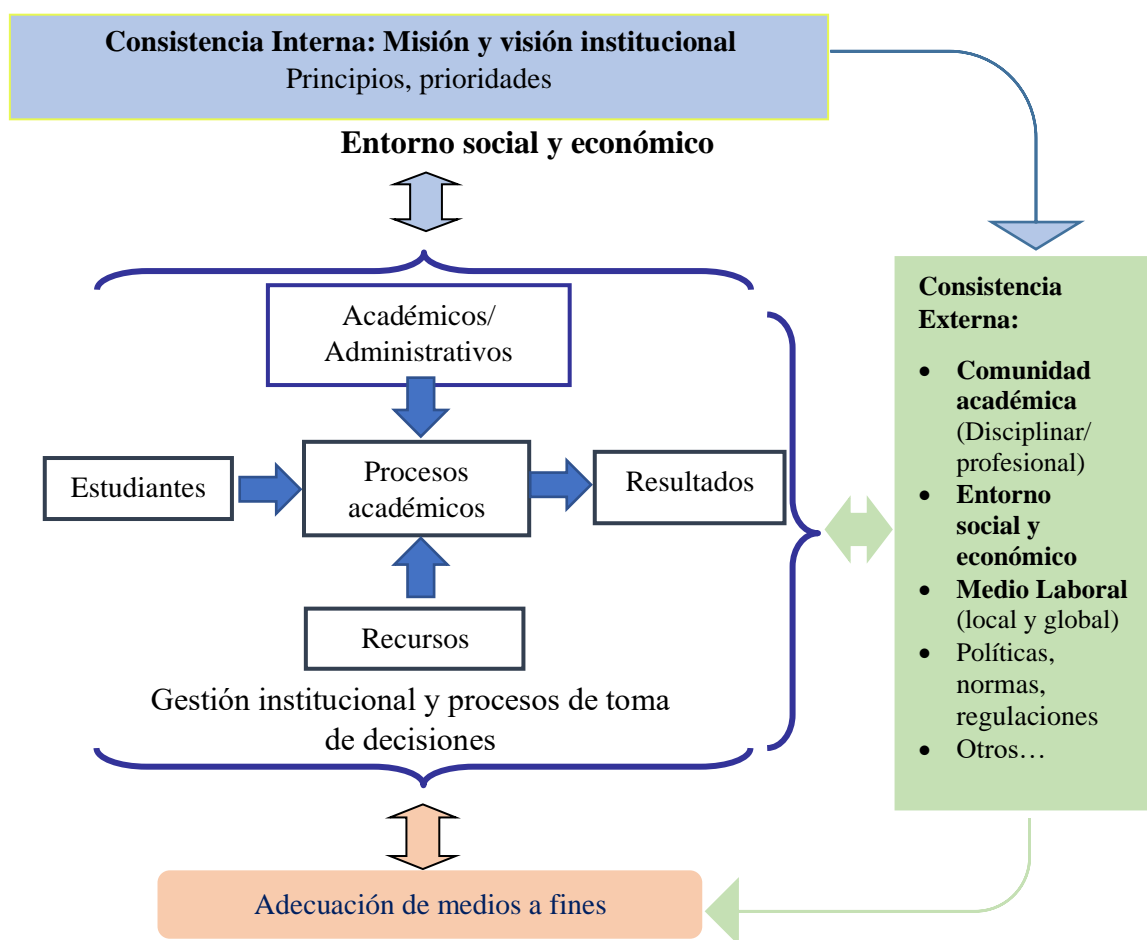 Consistencia Interna: Misión y visión institucional
Principios, prioridades
Entorno social y económico
Académicos/
Administrativos
Estudiantes
Procesos
académicos
Resultados
Recursos
Gestión institucional y procesos de toma
de decisiones
Consistencia
Externa:
• Comunidad
académica
(Disciplinar/
profesional)
• Entorno
social y
económico
• Medio Laboral
(local y global)
• Políticas,
normas,
regulaciones
• Otros…
Adecuación de medios a fines